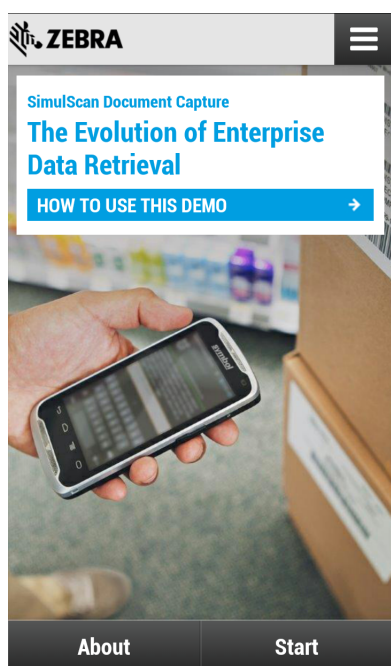 ZEBRA
SimulScan Document Capture
The Evolution of Enterprise
Data Retrieval
HOW TO USE THIS DEMO
symbol
About
Start